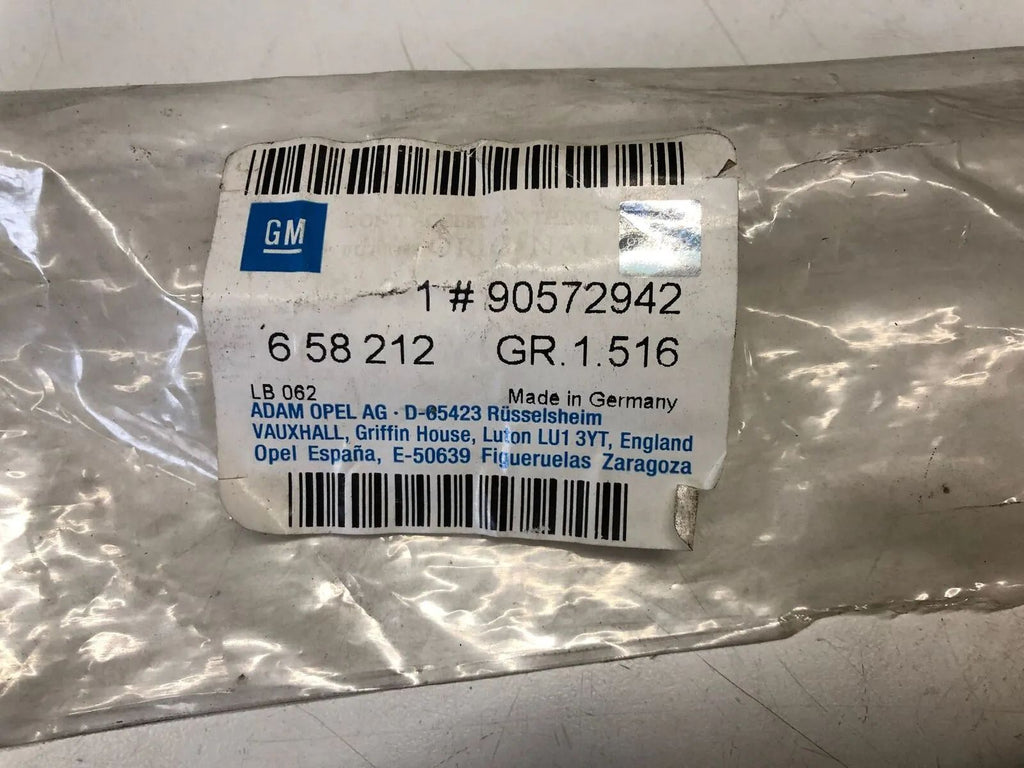 GM
ORIGINAL
1 # 90572942
6 58 212 GR.1.516
LB 062 Made in Germany
ADAM OPEL AG · D-65423 Rüsselsheim
VAUXHALL, Griffin House, Luton LU1 3YT, England
Opel España, E-50639 Figueruelas Zaragoza